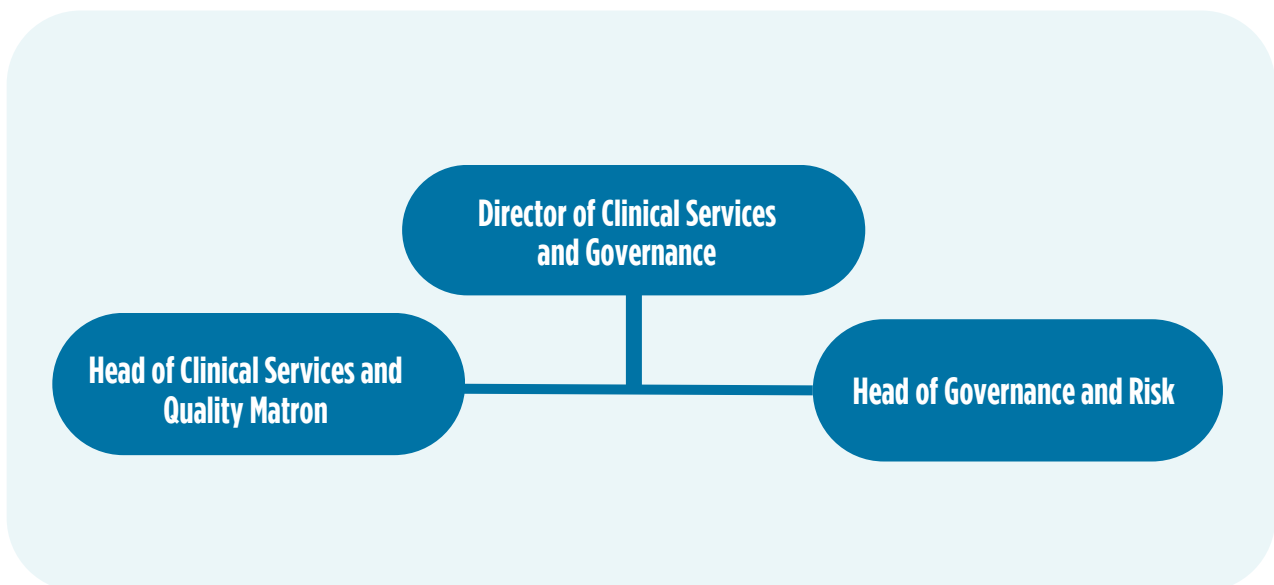 Director of Clinical Services
and Governance
Head of Clinical Services and
Quality Matron
Head of Governance and Risk